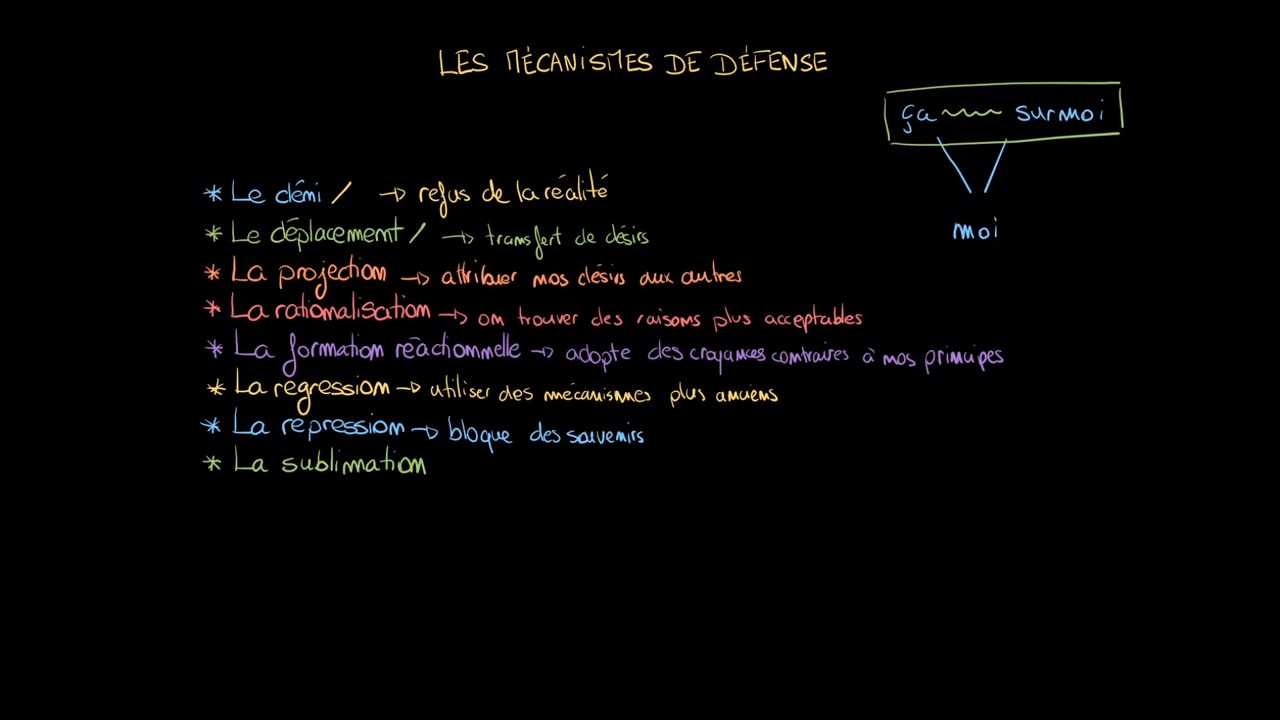 LES MÉCANISMES DE DÉFENSE
ça ~~~ surmoi
moi
* Le déni / → refus de la réalité
* Le déplacement / → transfert de désirs
* La projection → attribuer nos désirs aux autres
* La rationalisation → on trouver des raisons plus acceptables
* La formation réactionnelle → adopte des croyances contraires à nos principes
* La régression → utiliser des mécanismes plus anciens
* La répression → bloque des souvenirs
* La sublimation